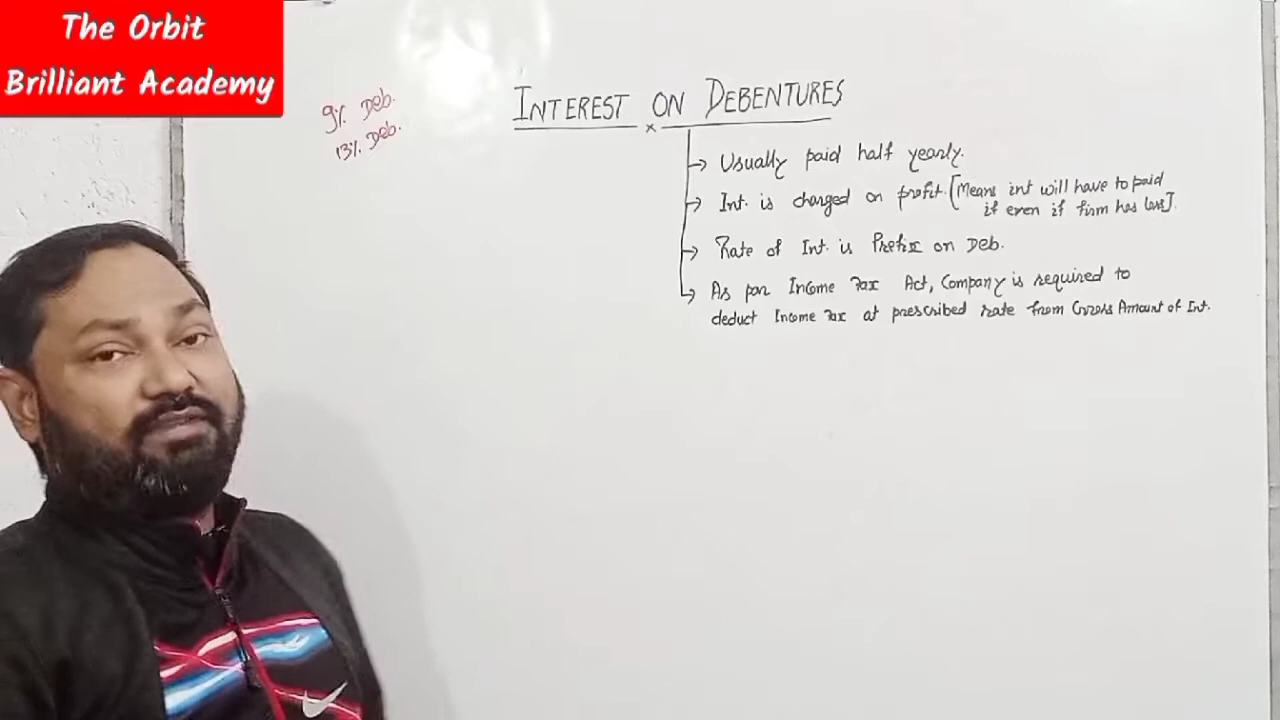 The Orbit
Brilliant Academy
9% Deb.
13% Deb.
INTEREST ON DEBENTURES
Usually paid half yearly.
Int. is charged on profit. [Means int will have to paid
if even if firm has loss].
Rate of Int. is Prefix on Deb.
As per Income Tax Act, Company is required to
deduct Income Tax at prescribed rate from Gross Amount of Int.